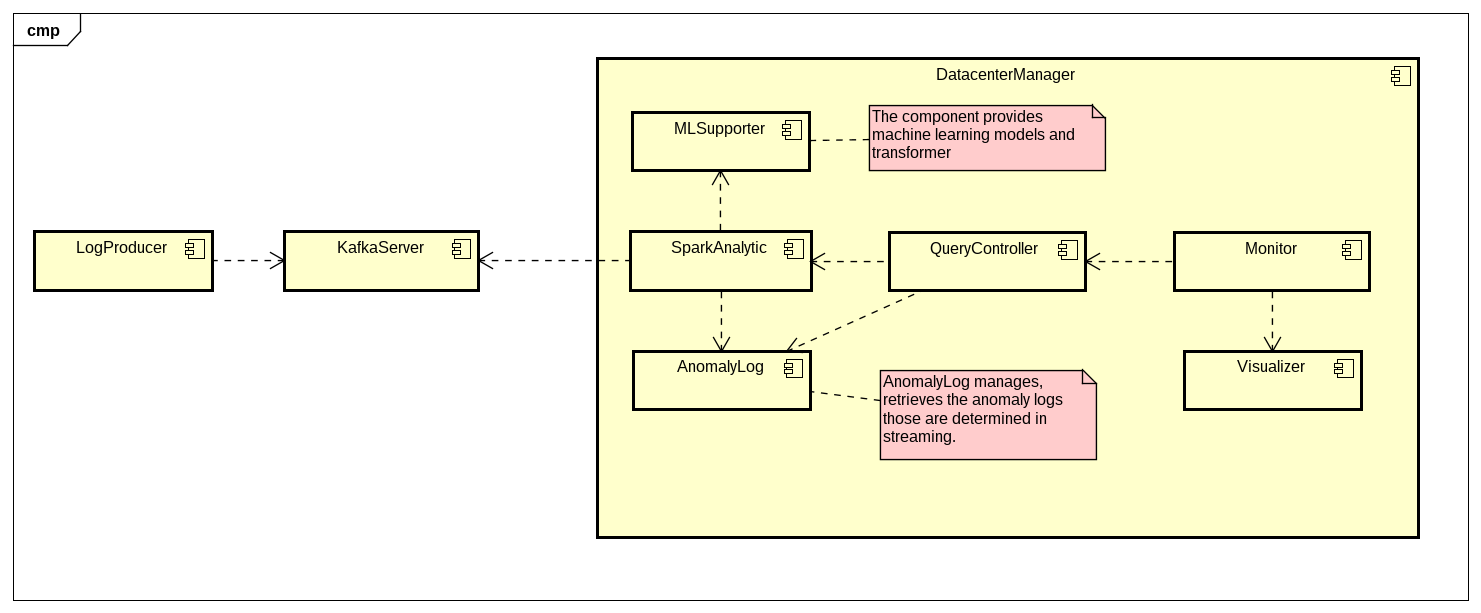 cmp
DatacenterManager
MLSupporter
The component provides
machine learning models and
transformer
LogProducer
KafkaServer
SparkAnalytic
QueryController
Monitor
AnomalyLog
AnomalyLog manages,
retrieves the anomaly logs
those are determined in
streaming.
Visualizer